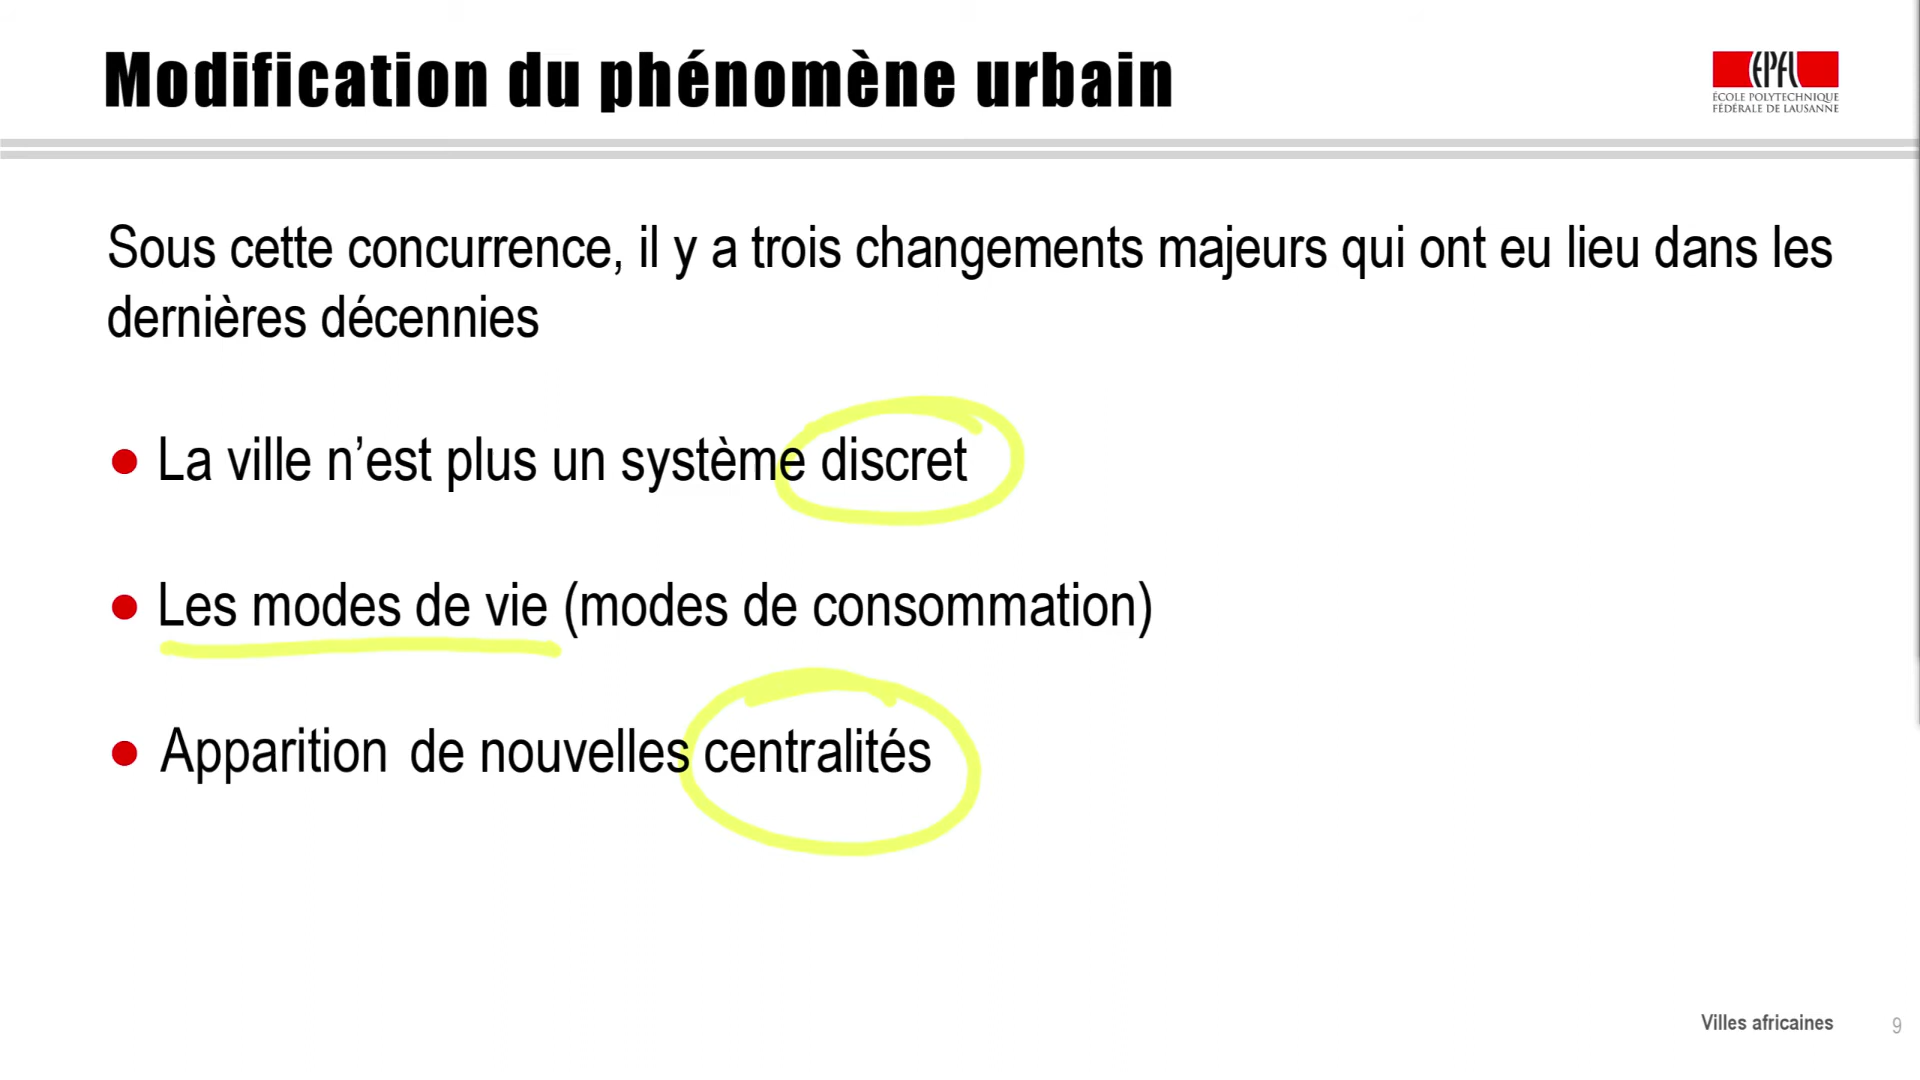 Modification du phénomène urbain
EPFL
ÉCOLE POLYTECHNIQUE
FÉDÉRALE DE LAUSANNE
Sous cette concurrence, il y a trois changements majeurs qui ont eu lieu dans les
dernières décennies
● La ville n’est plus un système discret
● Les modes de vie (modes de consommation)
● Apparition de nouvelles centralités
Villes africaines 9